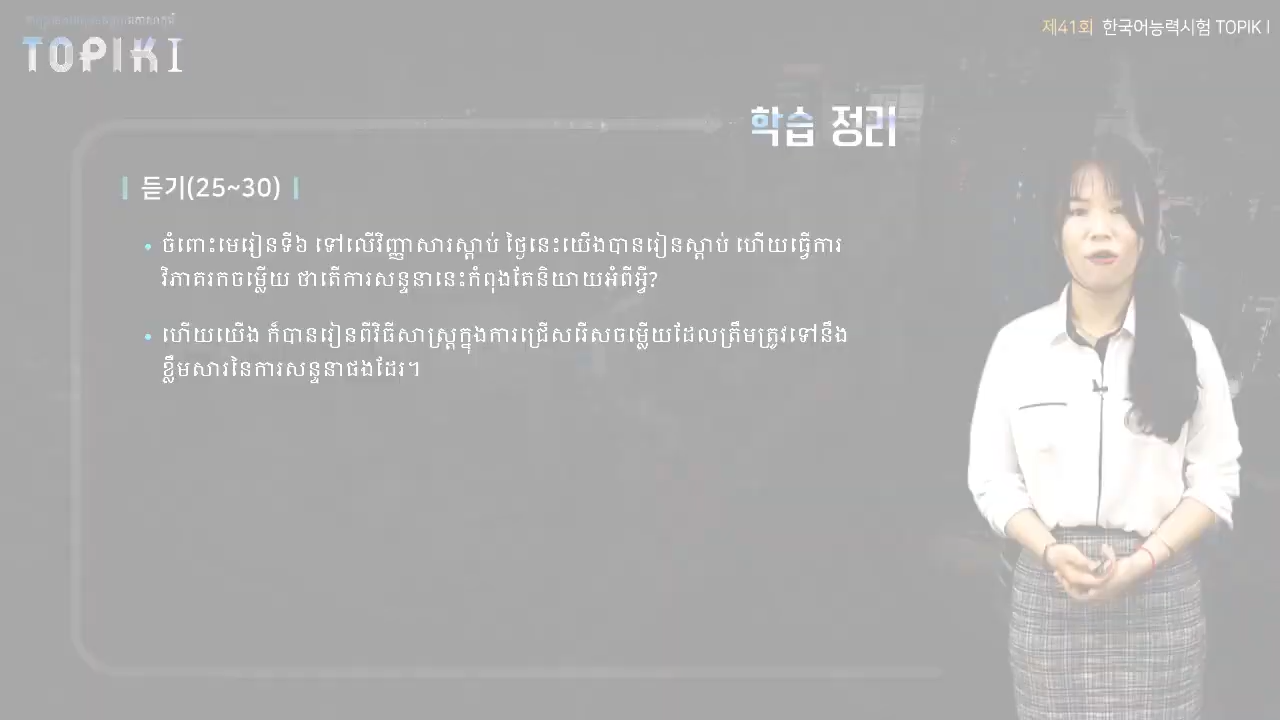 TOPIK I
제41회 한국어능력시험 TOPIK I
학습 정리
듣기(25~30)
• ចំពោះមេរៀនទី៦ ទៅលើវិញ្ញាសារស្តាប់ ថ្ងៃនេះយើងបានរៀនស្តាប់ ហើយធ្វើការ
វិភាគរកចម្លើយ ថាតើការសន្ទនានេះកំពុងតែនិយាយអំពីអ្វី?
• ហើយយើង ក៏បានរៀនពីវិធីសាស្ត្រក្នុងការជ្រើសរើសចម្លើយដែលត្រឹមត្រូវទៅនឹង
ខ្លឹមសារនៃការសន្ទនាផងដែរ។